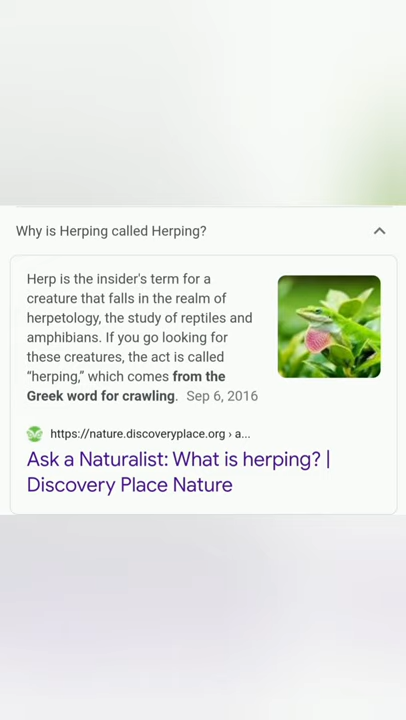 Why is Herping called Herping?
Herp is the insider's term for a
creature that falls in the realm of
herpetology, the study of reptiles and
amphibians. If you go looking for
these creatures, the act is called
“herping,” which comes from the
Greek word for crawling. Sep 6, 2016
https://nature.discoveryplace.org › a...
Ask a Naturalist: What is herping? |
Discovery Place Nature